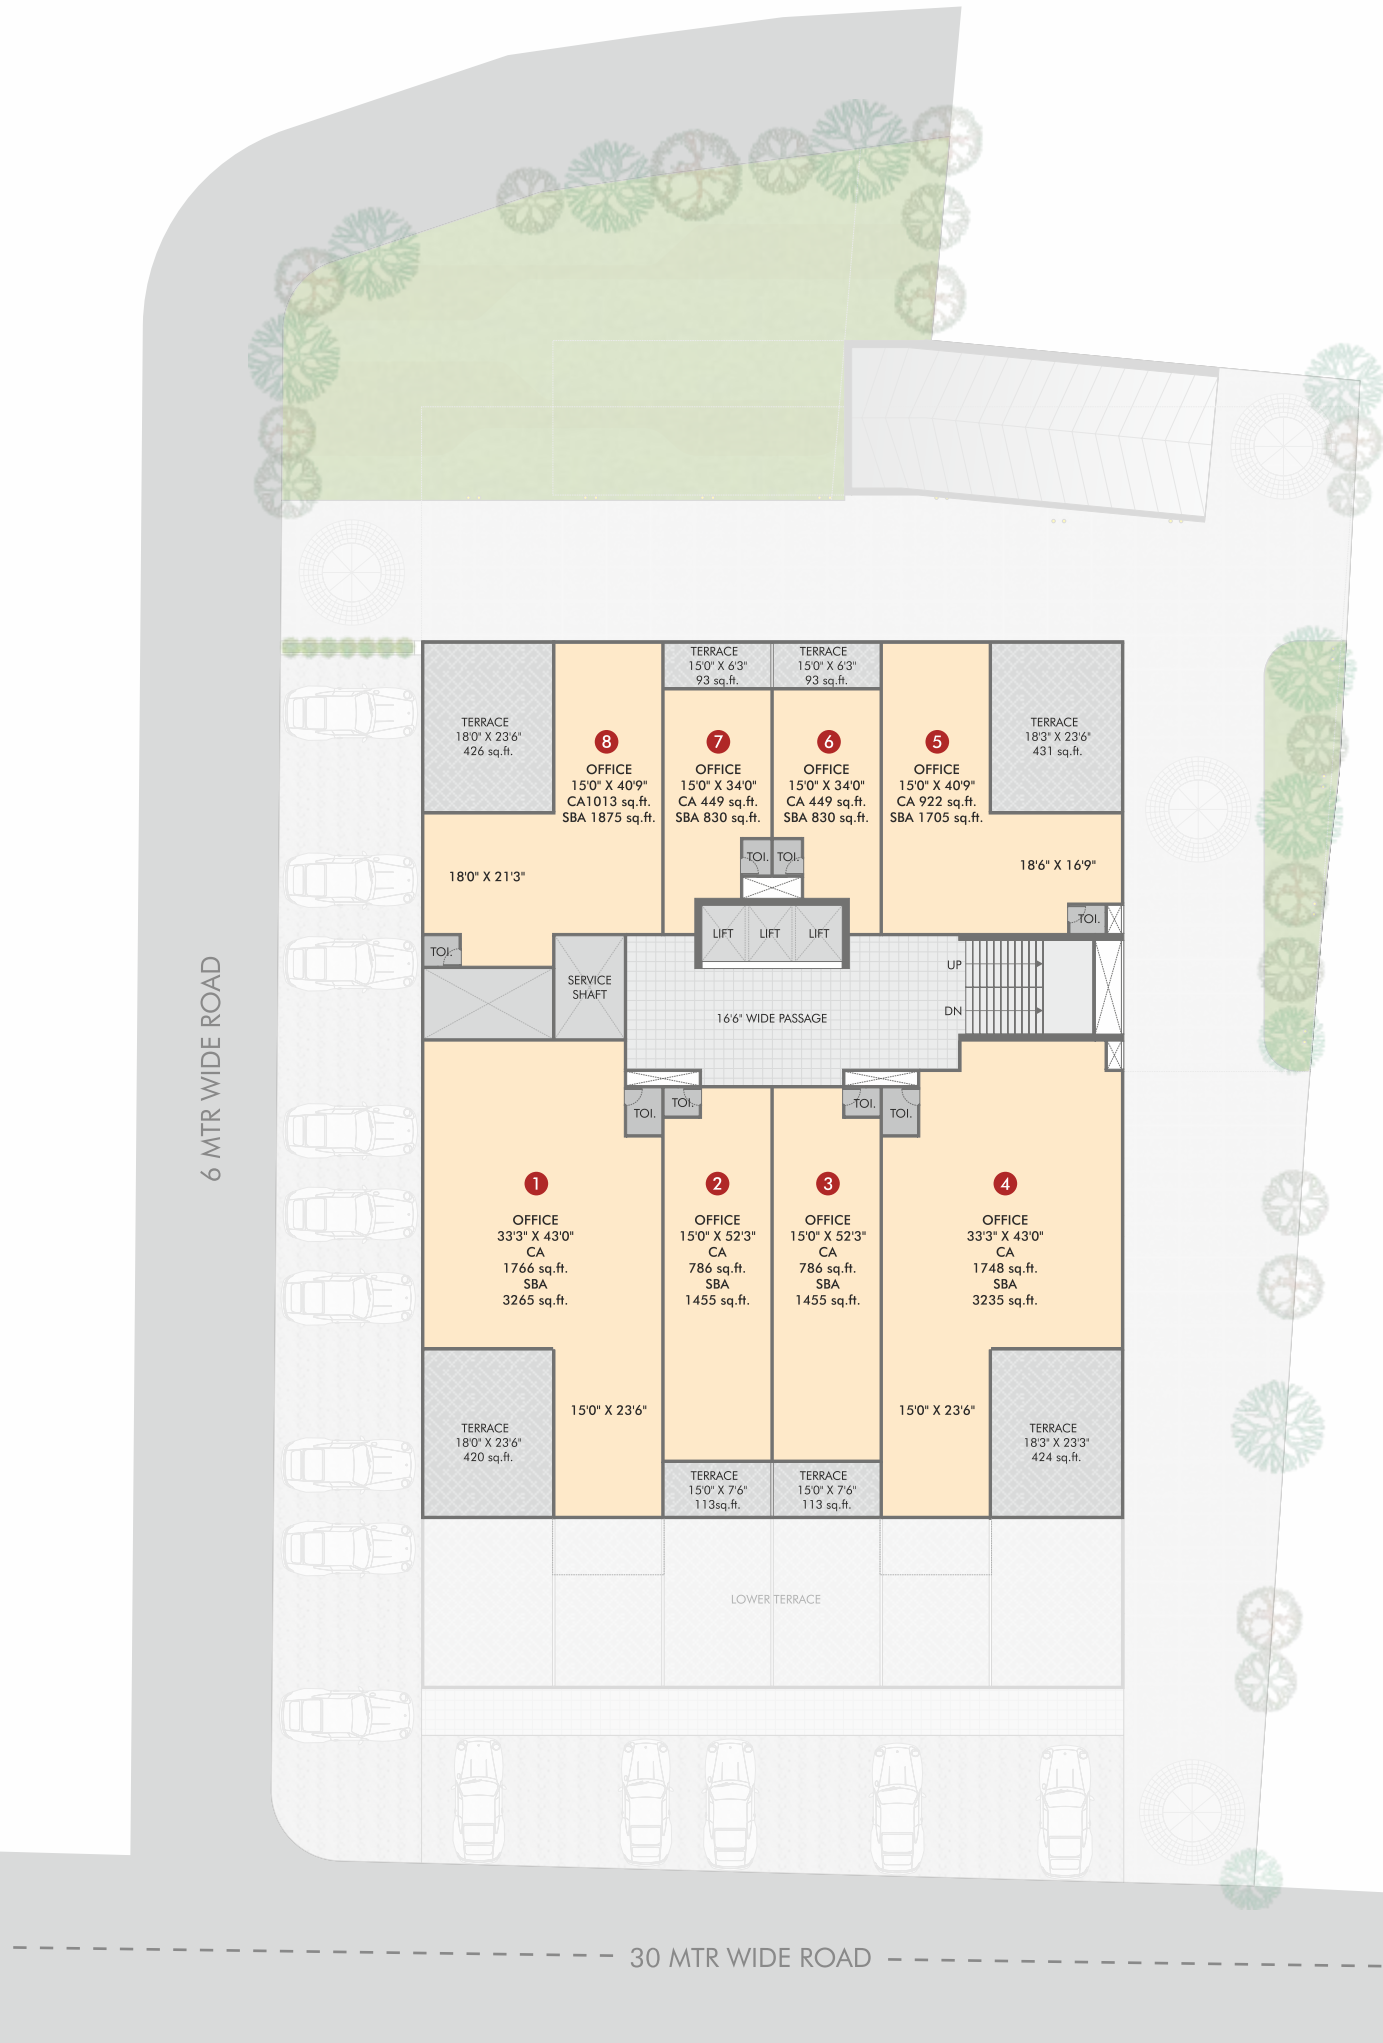 TERRACE
18'0" X 23'6"
426 sq.ft.
8
OFFICE
15'0" X 40'9"
CA1013 sq.ft.
SBA 1875 sq.ft.
18'0" X 21'3"
TOI.
TERRACE
15'0" X 6'3"
93 sq.ft.
7
OFFICE
15'0" X 34'0"
CA 449 sq.ft.
SBA 830 sq.ft.
TOI.
TERRACE
15'0" X 6'3"
93 sq.ft.
6
OFFICE
15'0" X 34'0"
CA 449 sq.ft.
SBA 830 sq.ft.
TOI.
5
OFFICE
15'0" X 40'9"
CA 922 sq.ft.
SBA 1705 sq.ft.
TERRACE
18'3" X 23'6"
431 sq.ft.
18'6" X 16'9"
TOI.
LIFT
LIFT
LIFT
SERVICE
SHAFT
16'6" WIDE PASSAGE
UP
DN
TOI.
TOI.
TOI.
TOI.
1
OFFICE
33'3" X 43'0"
CA
1766 sq.ft.
SBA
3265 sq.ft.
2
OFFICE
15'0" X 52'3"
CA
786 sq.ft.
SBA
1455 sq.ft.
3
OFFICE
15'0" X 52'3"
CA
786 sq.ft.
SBA
1455 sq.ft.
4
OFFICE
33'3" X 43'0"
CA
1748 sq.ft.
SBA
3235 sq.ft.
TERRACE
18'0" X 23'6"
420 sq.ft.
15'0" X 23'6"
TERRACE
15'0" X 7'6"
113sq.ft.
TERRACE
15'0" X 7'6"
113 sq.ft.
15'0" X 23'6"
TERRACE
18'3" X 23'3"
424 sq.ft.
LOWER TERRACE
6 MTR WIDE ROAD
30 MTR WIDE ROAD